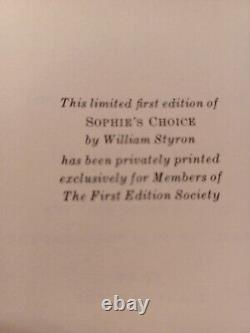 This limited first edition of
SOPHIE'S CHOICE
by William Styron
has been privately printed
exclusively for Members of
The First Edition Society